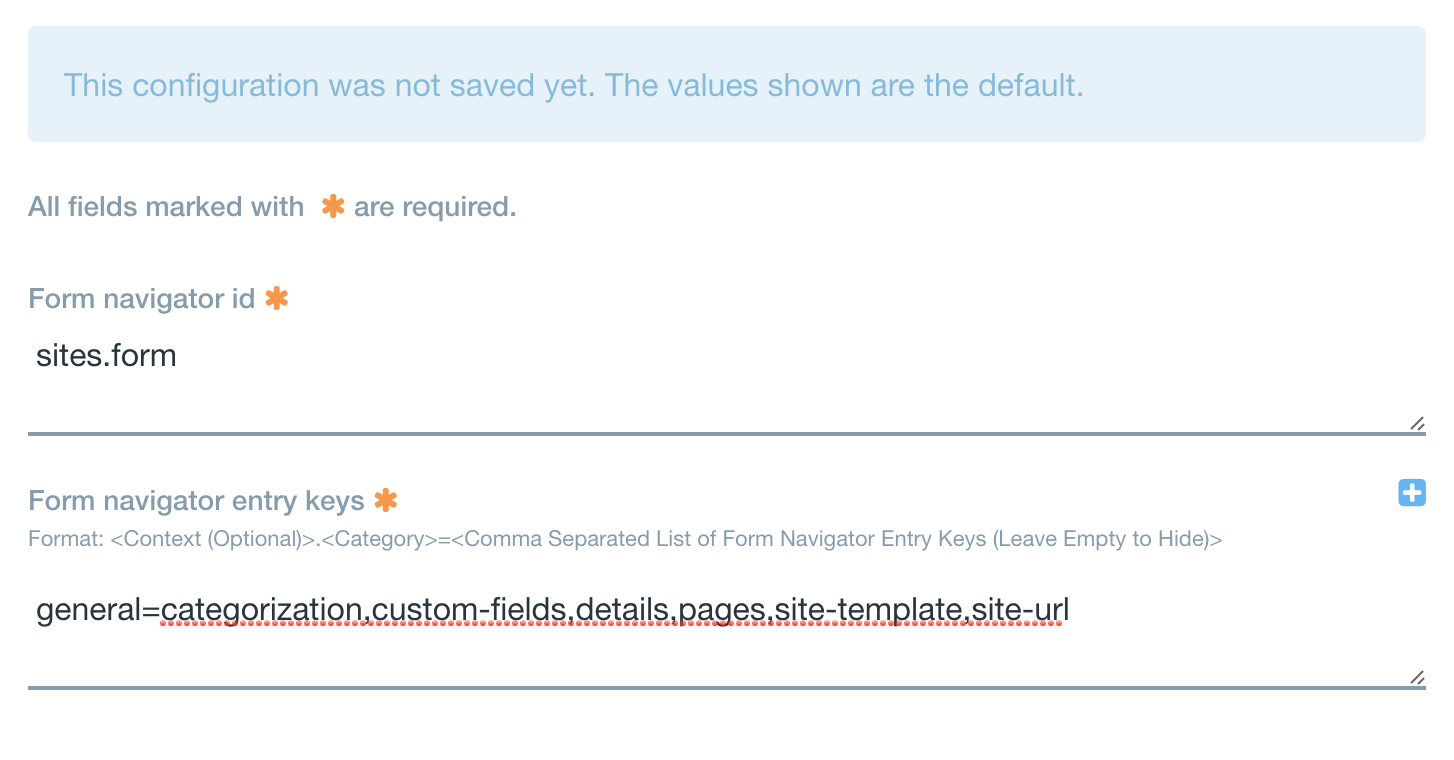 This configuration was not saved yet. The values shown are the default.
All fields marked with * are required.
Form navigator id *
sites.form
Form navigator entry keys *
Format: <Context (Optional)>.<Category>=<Comma Separated List of Form Navigator Entry Keys (Leave Empty to Hide)>
general=categorization,custom-fields,details,pages,site-template,site-url